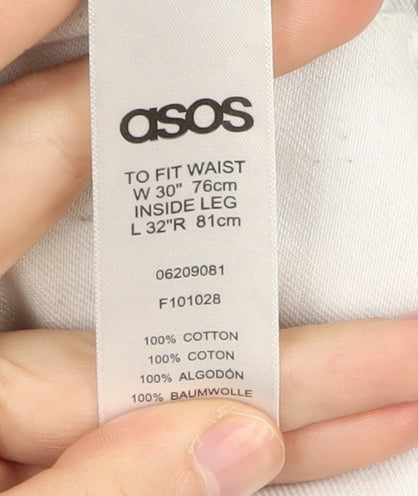 asos
TO FIT WAIST
W 30" 76cm
INSIDE LEG
L 32"R 81cm
06209081
F101028
100% COTTON
100% COTON
100% ALGODÓN
100% BAUMWOLLE